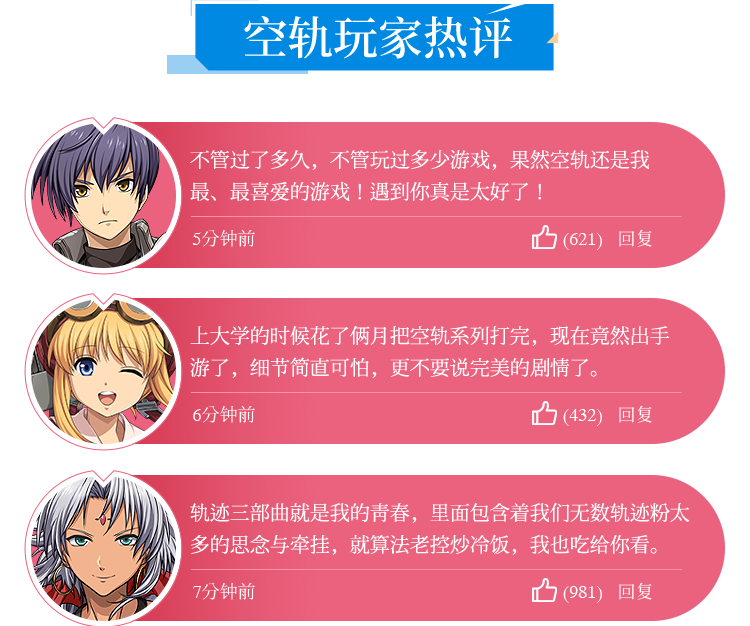 空轨玩家热评
不管过了多久，不管玩过多少游戏，果然空轨还是我
最、最喜爱的游戏！遇到你真是太好了！
5分钟前 (621) 回复
上大学的时候花了俩月把空轨系列打完，现在竟然出手
游了，细节简直可怕，更不要说完美的剧情了。
6分钟前 (432) 回复
轨迹三部曲就是我的青春，里面包含着我们无数轨迹粉太
多的思念与牵挂，就算法老控炒冷饭，我也吃给你看。
7分钟前 (981) 回复